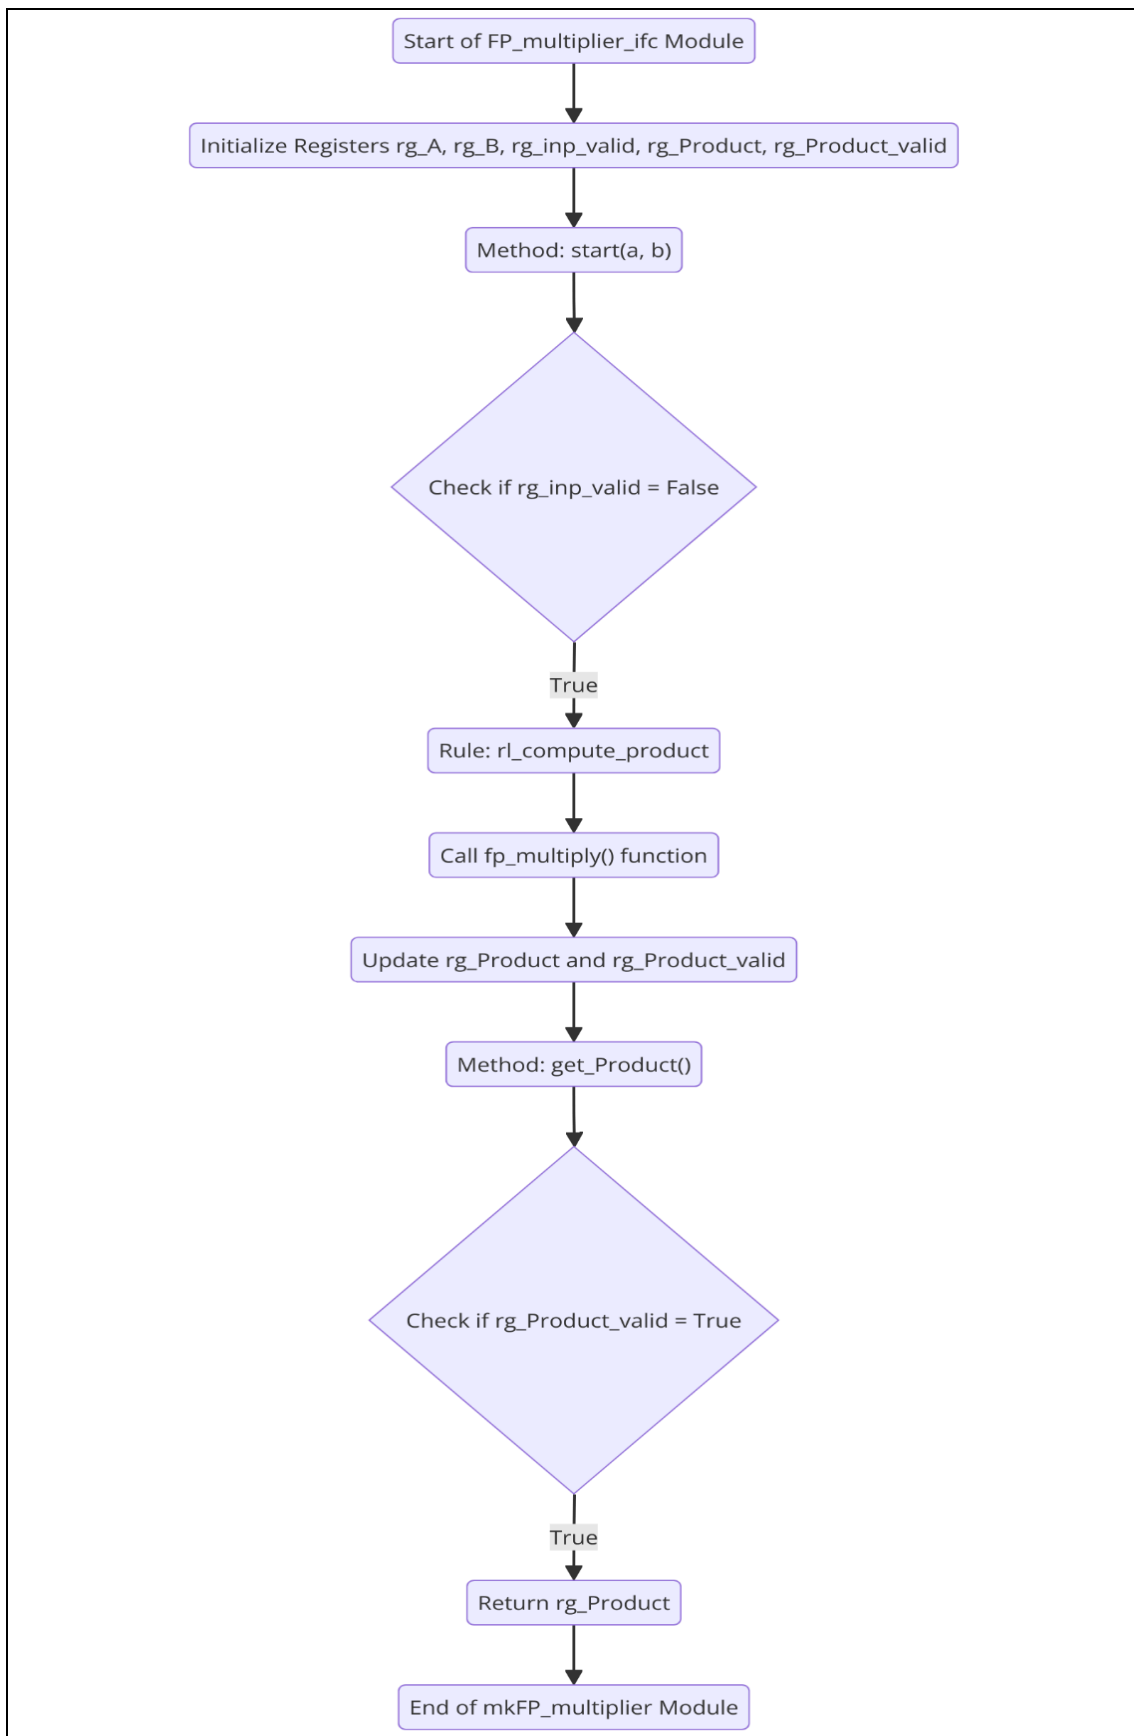 Start of FP_multiplier_ifc Module
Initialize Registers rg_A, rg_B, rg_inp_valid, rg_Product, rg_Product_valid
Method: start(a, b)
Check if rg_inp_valid = False
True
Rule: rl_compute_product
Call fp_multiply() function
Update rg_Product and rg_Product_valid
Method: get_Product()
Check if rg_Product_valid = True
True
Return rg_Product
End of mkFP_multiplier Module